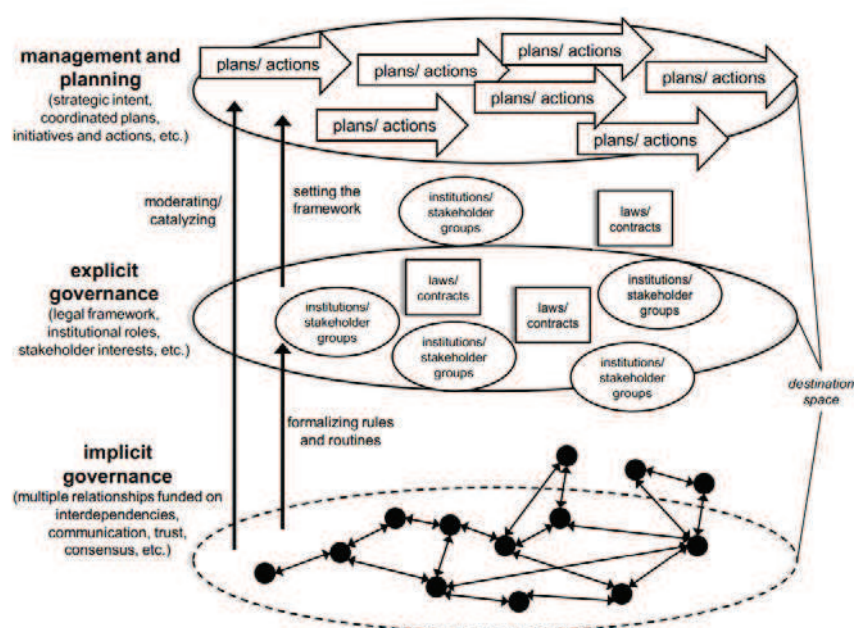 management and
planning
(strategic intent,
coordinated plans,
initiatives and actions, etc.)
plans/ actions
plans/ actions
plans/ actions
plans/ actions
plans/ actions
plans/ actions
plans/ actions
moderating/
catalyzing
setting the
framework
institutions/
stakeholder
groups
laws/
contracts
explicit
governance
(legal framework,
institutional roles,
stakeholder interests, etc.)
laws/
contracts
institutions/
stakeholder
groups
institutions/
stakeholder
groups
laws/
contracts
institutions/
stakeholder
groups
institutions/
stakeholder
groups
destination
space
formalizing rules
and routines
implicit
governance
(multiple relationships funded on
interdependencies,
communication, trust,
consensus, etc.)